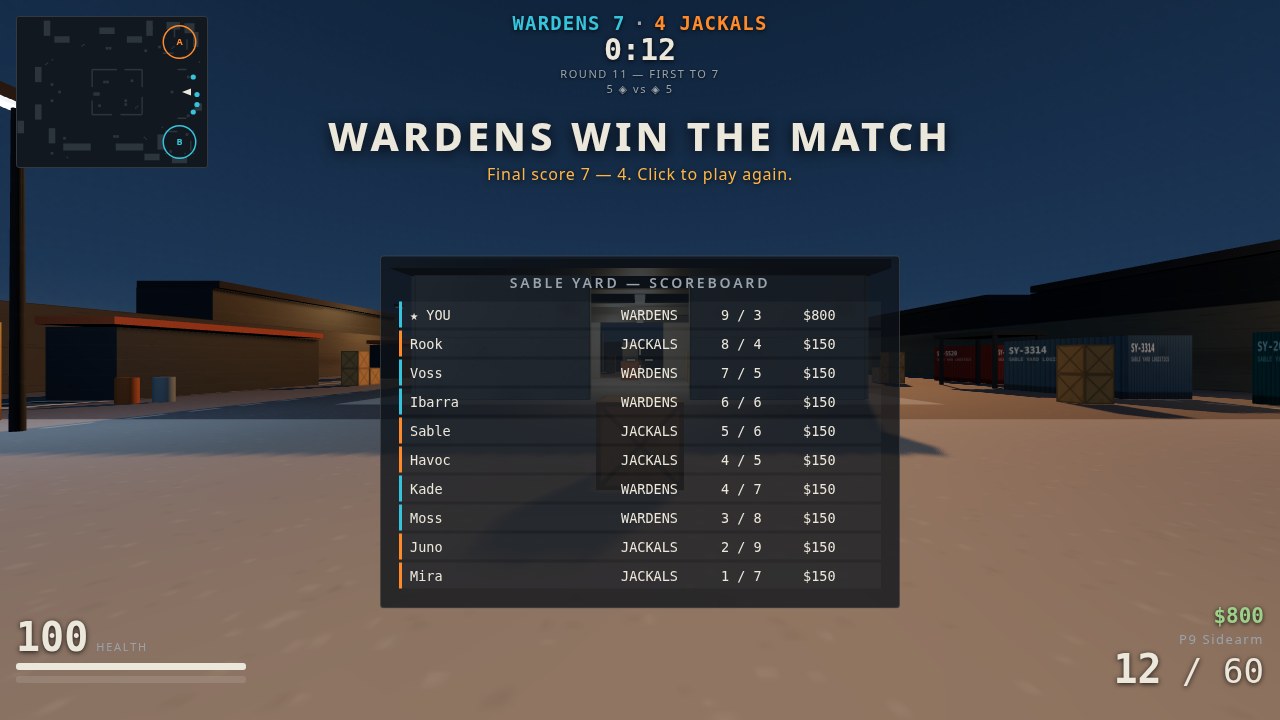 WARDENS 7 · 4 JACKALS
0:12
ROUND 11 — FIRST TO 7
5 ◈ vs ◈ 5
A
B
WARDENS WIN THE MATCH
Final score 7 — 4. Click to play again.
SABLE YARD — SCOREBOARD
★ YOU WARDENS 9 / 3 $800
Rook JACKALS 8 / 4 $150
Voss WARDENS 7 / 5 $150
Ibarra WARDENS 6 / 6 $150
Sable JACKALS 5 / 6 $150
Havoc JACKALS 4 / 5 $150
Kade WARDENS 4 / 7 $150
Moss WARDENS 3 / 8 $150
Juno JACKALS 2 / 9 $150
Mira JACKALS 1 / 7 $150
SY-3314
SY-3314
100 HEALTH
$800
P9 Sidearm
12 / 60